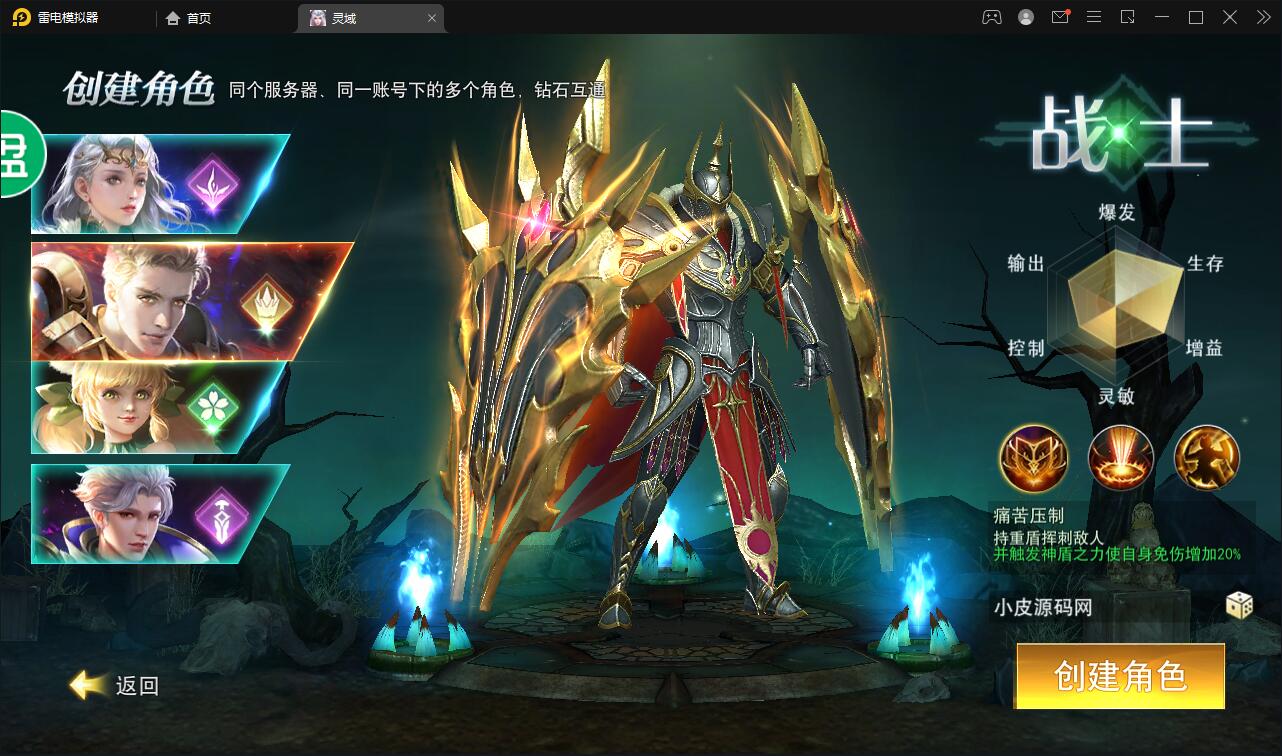 雷电模拟器
首页
灵域
创建角色
同个服务器、同一账号下的多个角色，钻石互通
盘
战士
爆发
输出
生存
控制
增益
灵敏
痛苦压制
持重盾挥刺敌人
并触发神盾之力使自身免伤增加20%
小皮源码网
创建角色
返回